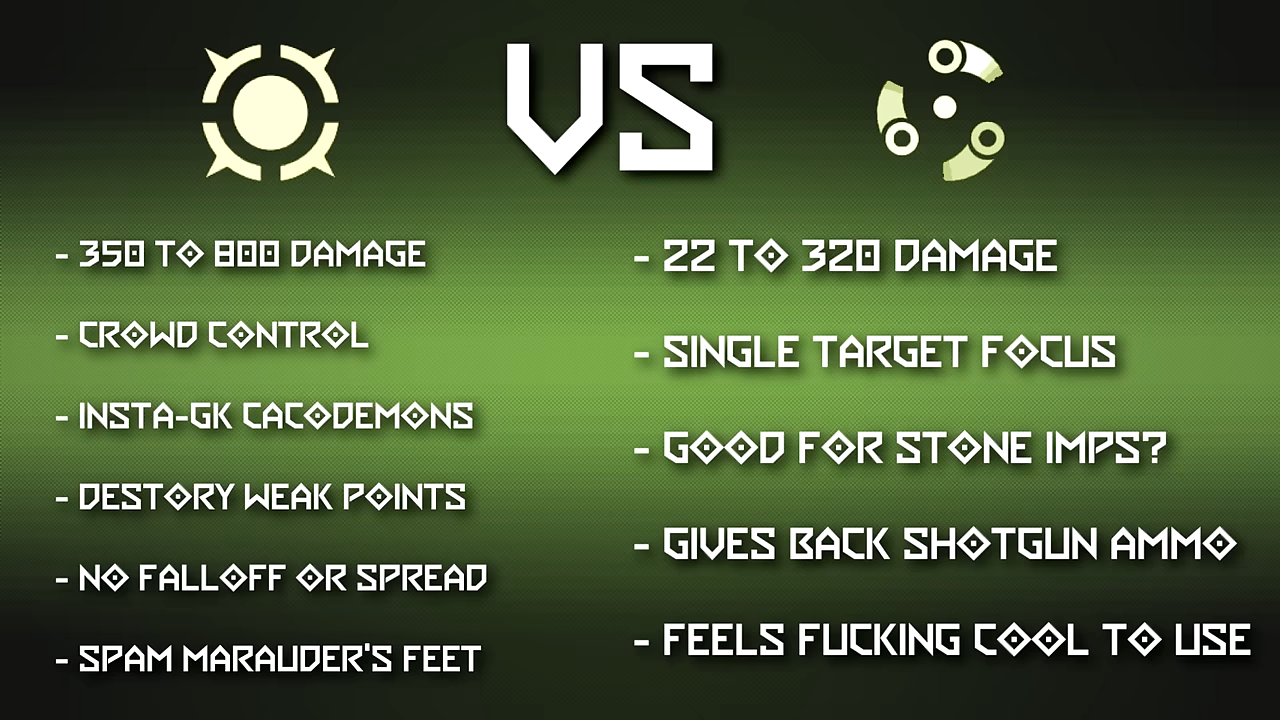 VS
- 350 TO 800 DAMAGE
- CROWD CONTROL
- INSTA-GK CACODEMONS
- DESTORY WEAK POINTS
- NO FALLOFF OR SPREAD
- SPAM MARAUDER'S FEET
- 22 TO 320 DAMAGE
- SINGLE TARGET FOCUS
- GOOD FOR STONE IMPS?
- GIVES BACK SHOTGUN AMMO
- FEELS FUCKING COOL TO USE